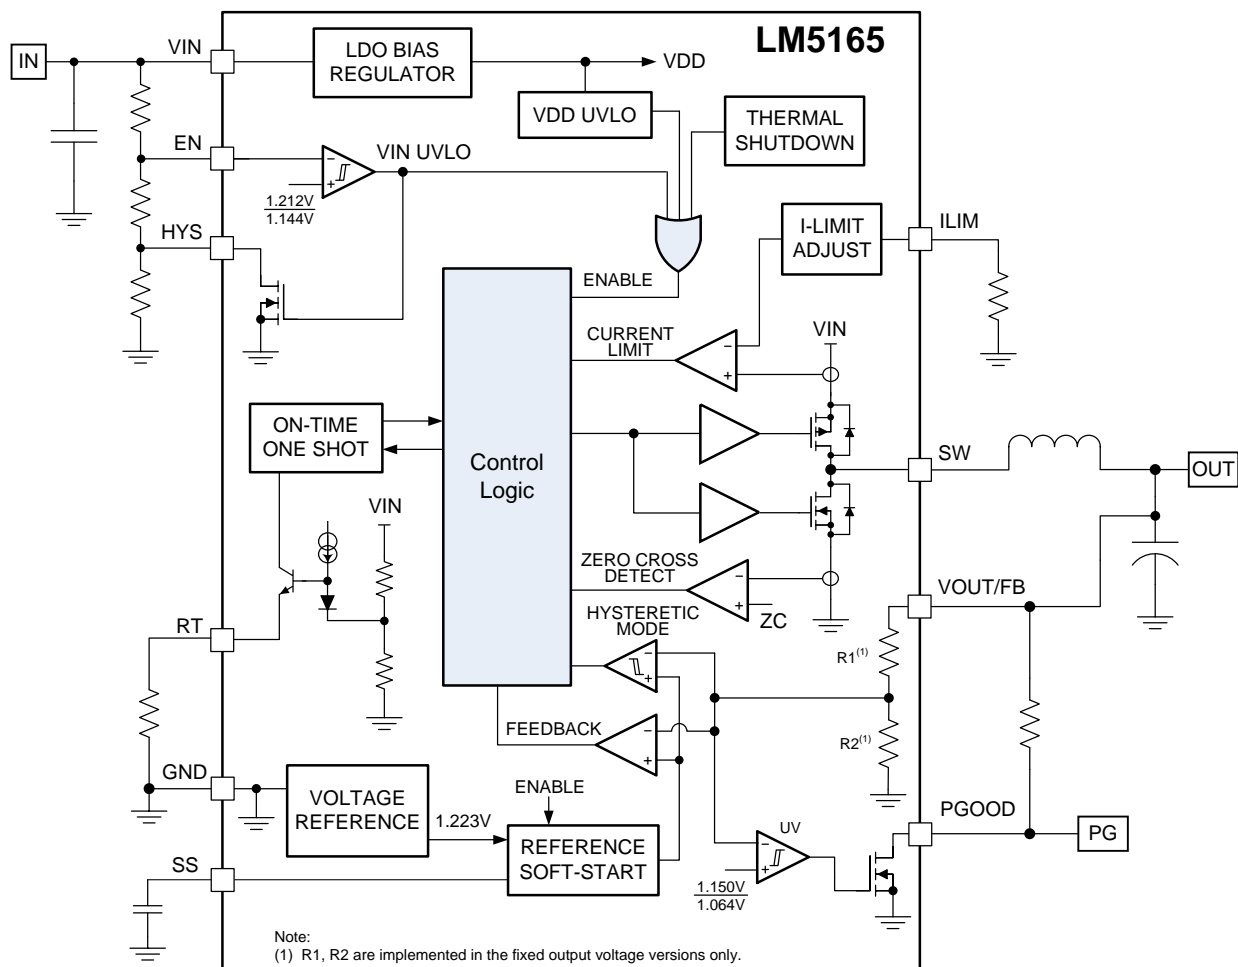 LM5165
VIN
IN
LDO BIAS
REGULATOR
VDD
VDD UVLO
THERMAL
SHUTDOWN
EN
VIN UVLO
1.212V
1.144V
HYS
I-LIMIT
ADJUST
ILIM
ENABLE
CURRENT
LIMIT
VIN
ON-TIME
ONE SHOT
Control
Logic
SW
OUT
VIN
ZERO CROSS
DETECT
ZC
VOUT/FB
HYSTERETIC
MODE
RT
R1(1)
FEEDBACK
R2(1)
GND
VOLTAGE
REFERENCE
1.223V
ENABLE
REFERENCE
SOFT-START
UV
PGOOD
PG
SS
1.150V
1.064V
Note:
(1) R1, R2 are implemented in the fixed output voltage versions only.
− +
− +
− +
− +
− +
− +